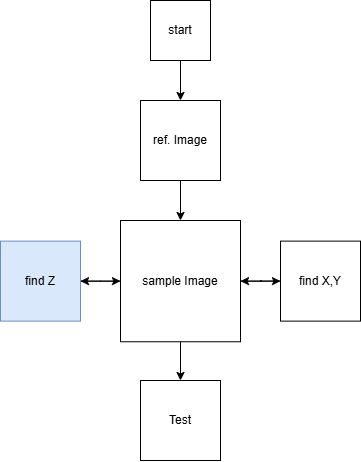 start
ref. Image
find Z
sample Image
find X,Y
Test